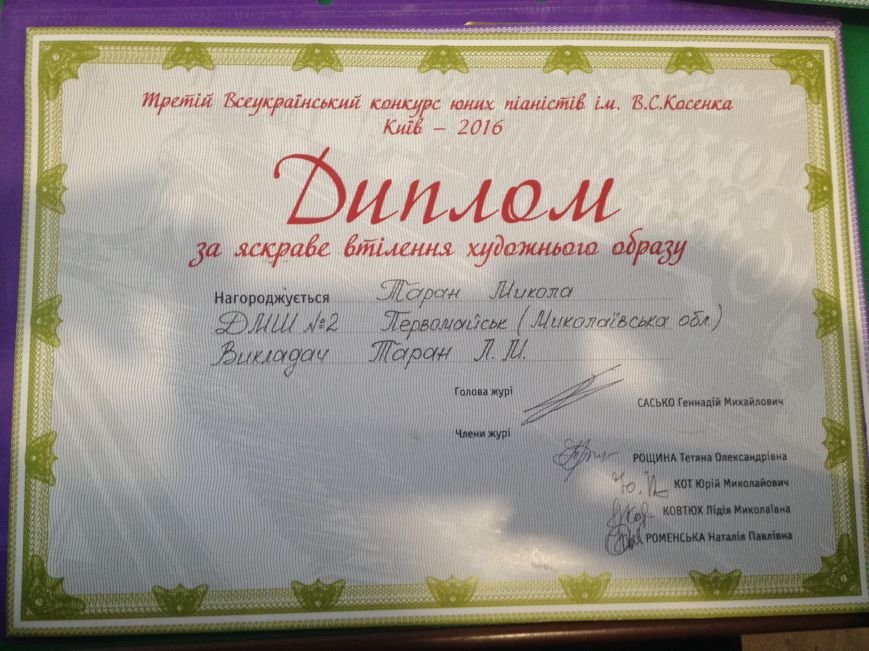 Третій Всеукраїнський конкурс юних піаністів ім. В.С.Косенка
Київ – 2016
Диплом
за яскраве втілення художнього образу
Нагороджується Таран Микола
ДМШ №2 Первомайськ (Миколаївська обл.)
Викладач Таран Л. М.
Голова журі
САСЬКО Геннадій Михайлович
Члени журі
РОЩИНА Тетяна Олександрівна
КОТ Юрій Миколайович
КОВТЮХ Лідія Миколаївна
РОМЕНСЬКА Наталія Павлівна